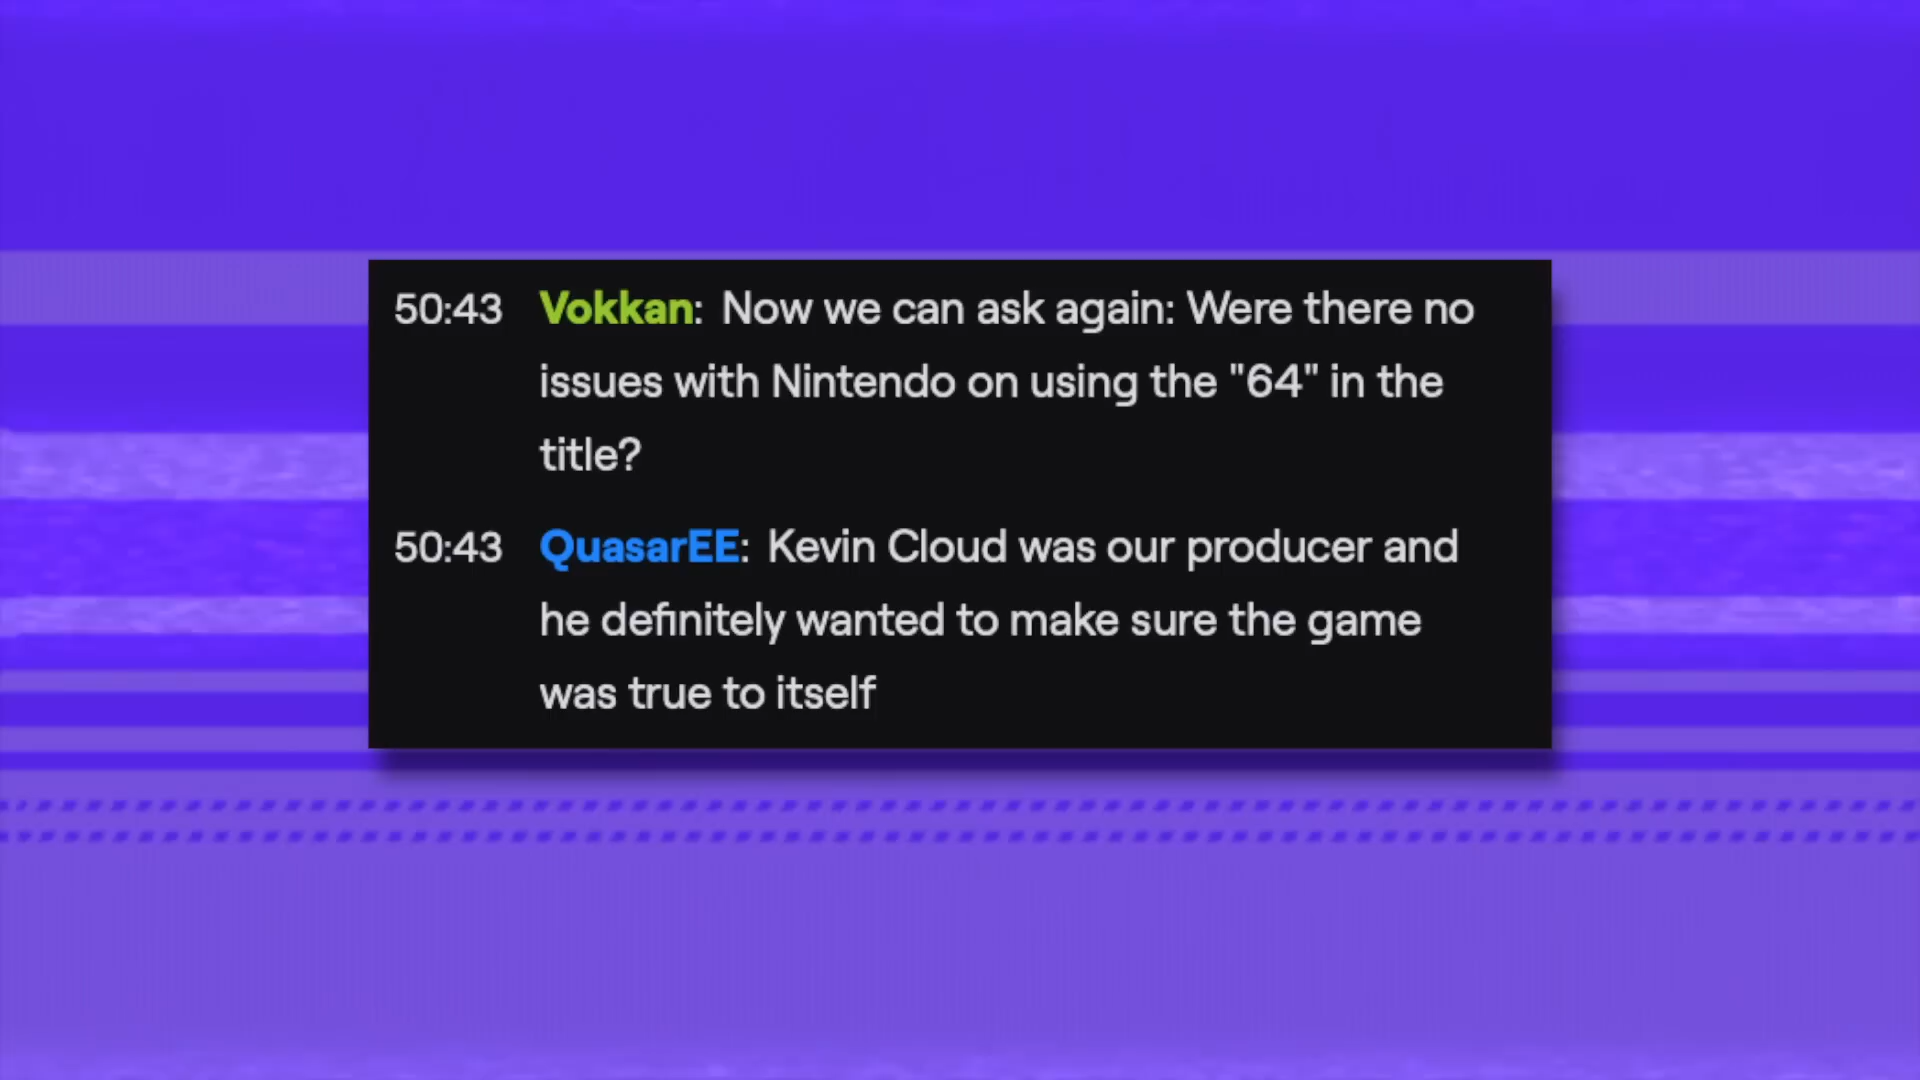 50:43 Vokkan: Now we can ask again: Were there no
issues with Nintendo on using the "64" in the
title?
50:43 QuasarEE: Kevin Cloud was our producer and
he definitely wanted to make sure the game
was true to itself